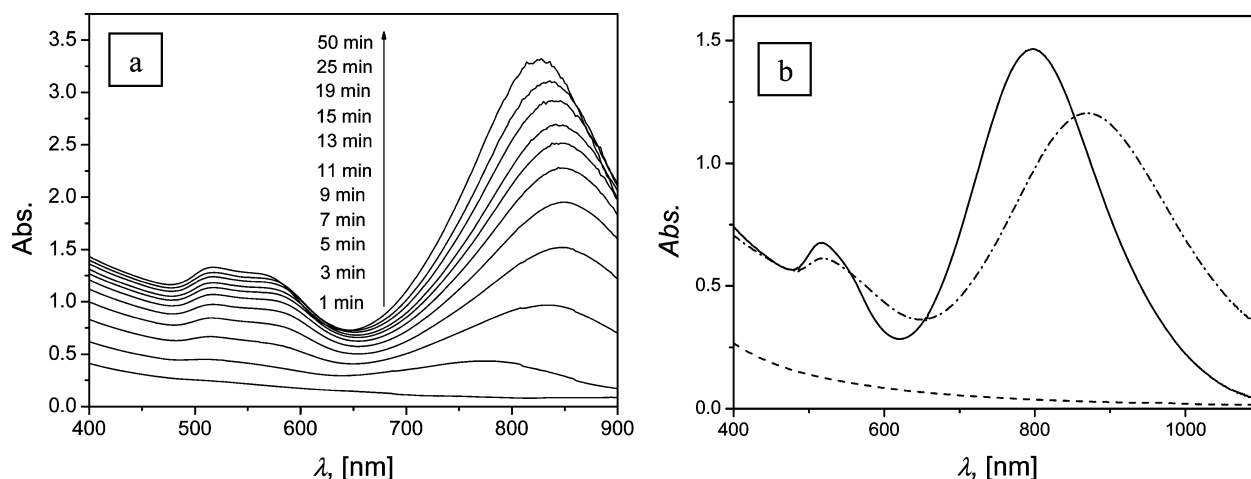 a
Abs.
3.5
3.0
2.5
2.0
1.5
1.0
0.5
0.0
50 min
25 min
19 min
15 min
13 min
11 min
9 min
7 min
5 min
3 min
1 min
400 500 600 700 800 900
λ, [nm]
b
Abs.
1.5
1.0
0.5
0.0
400 600 800 1000
λ, [nm]